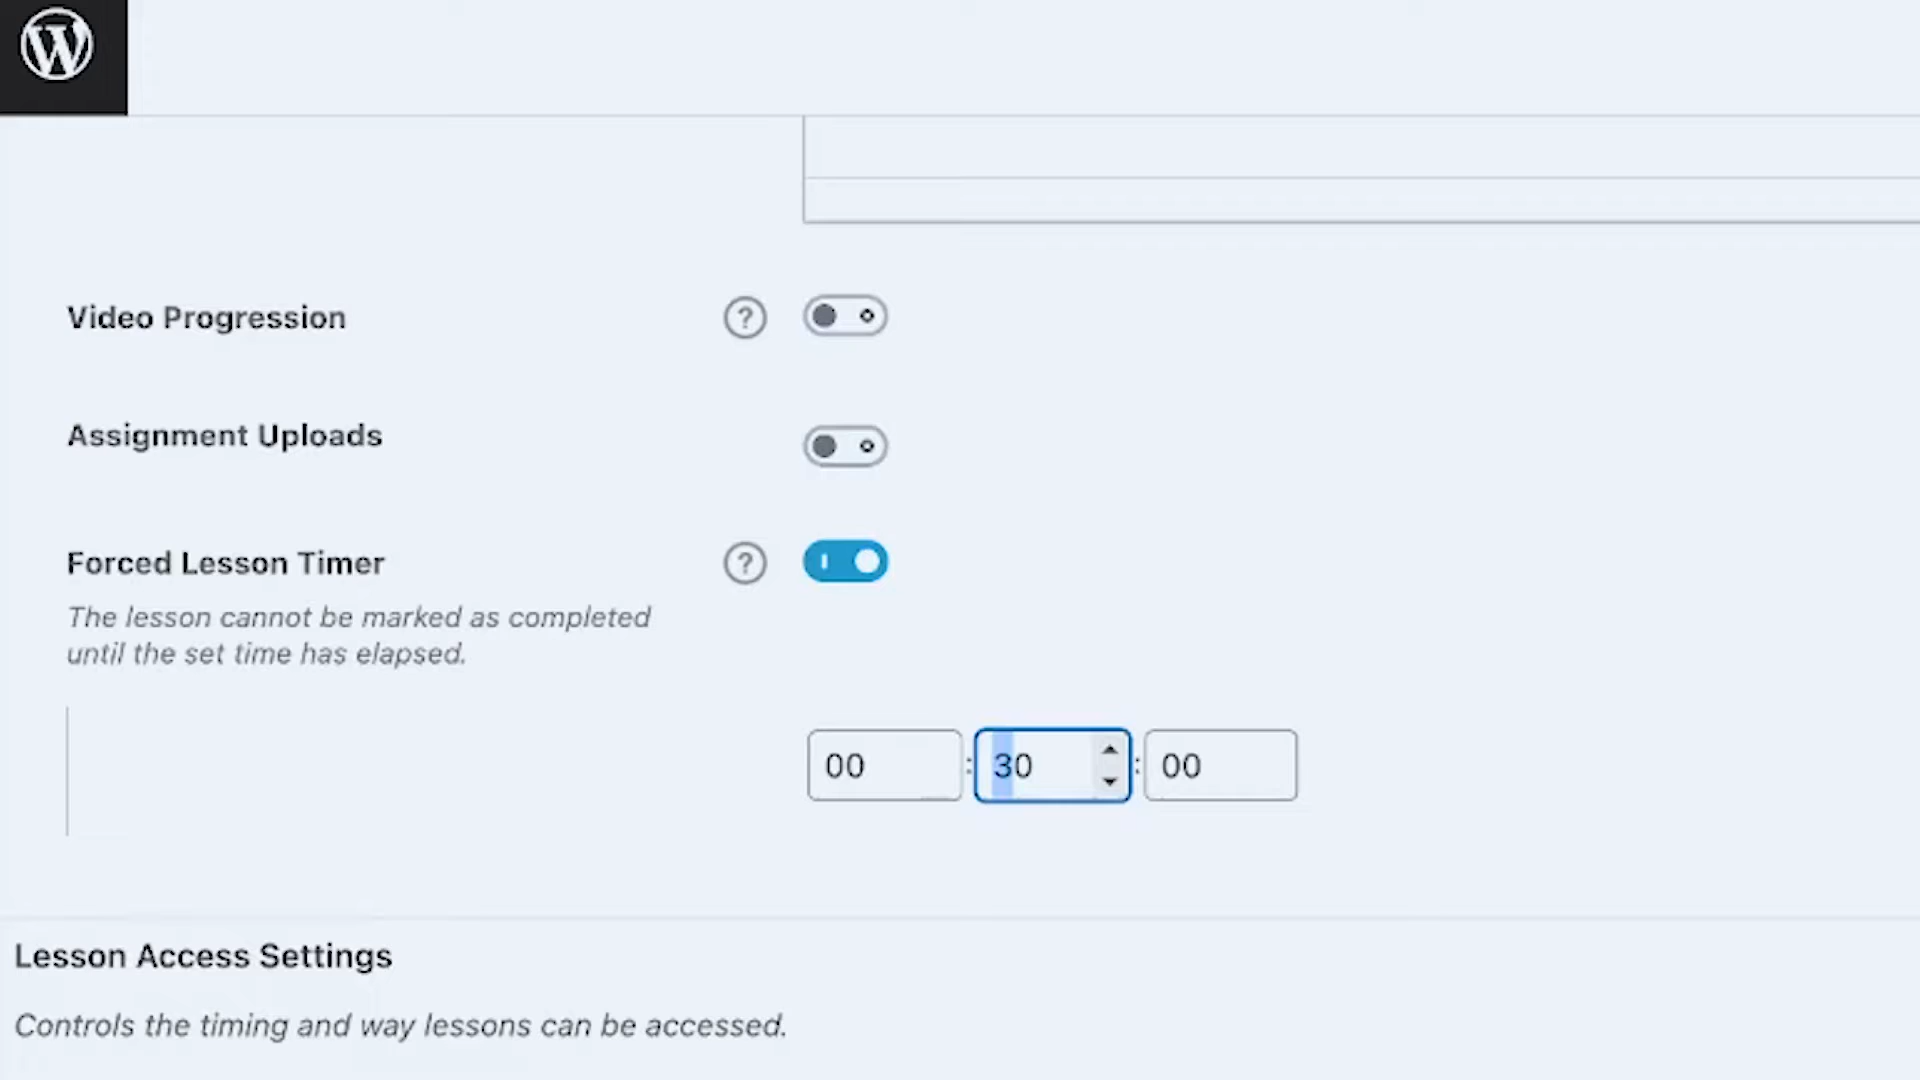 Video Progression
?
Assignment Uploads
Forced Lesson Timer
?
The lesson cannot be marked as completed
until the set time has elapsed.
00 : 30 : 00
Lesson Access Settings
Controls the timing and way lessons can be accessed.